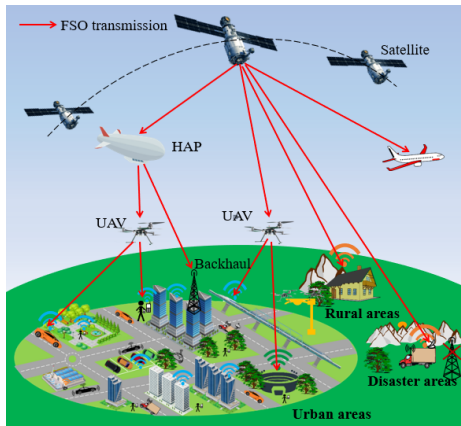 FSO transmission
Satellite
HAP
UAV
UAV
Backhaul
Rural areas
Disaster areas
Urban areas